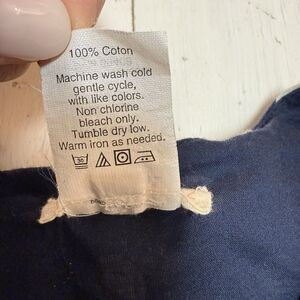 100% Coton
Machine wash cold
gentle cycle,
with like colors.
Non chlorine
bleach only.
Tumble dry low.
Warm iron as needed.
30